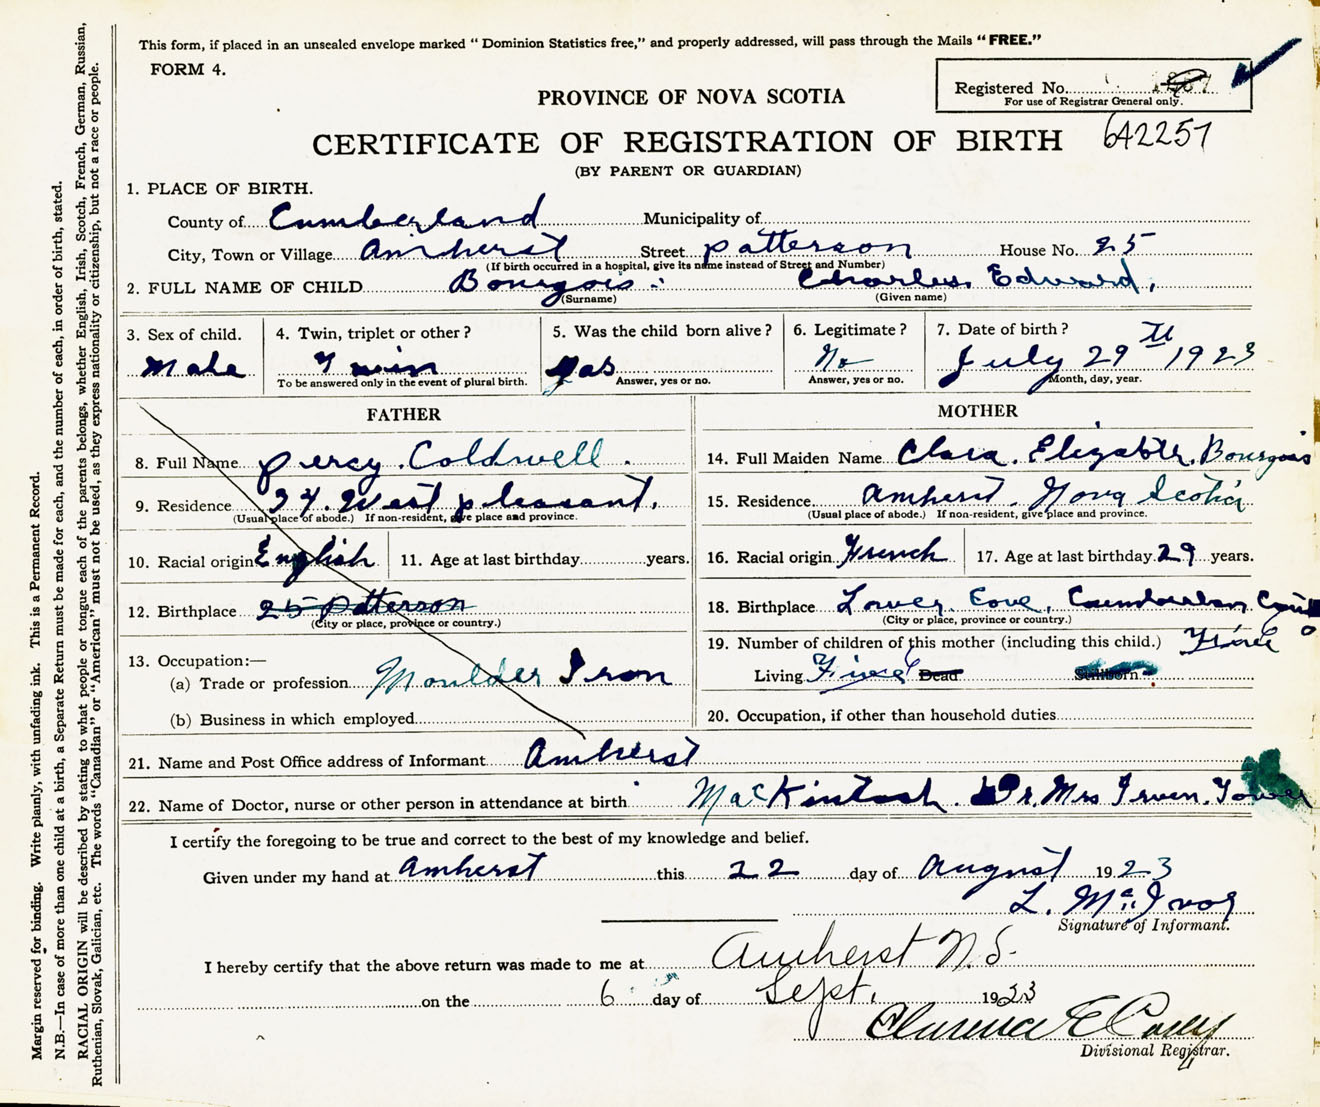 This form, if placed in an unsealed envelope marked "Dominion Statistics free," and properly addressed, will pass through the Mails "FREE."
FORM 4.
Registered No.
For use of Registrar General only.
PROVINCE OF NOVA SCOTIA
CERTIFICATE OF REGISTRATION OF BIRTH 642257
(BY PARENT OR GUARDIAN)
1. PLACE OF BIRTH.
County of Cumberland Municipality of
City, Town or Village Amherst Street patterson House No. 25
(If birth occurred in a hospital, give its name instead of Street and Number)
2. FULL NAME OF CHILD Bourgois Charles Edward.
(Surname) (Given name)
3. Sex of child. 4. Twin, triplet or other? 5. Was the child born alive? 6. Legitimate? 7. Date of birth?
Male Twin yas No July 29th 1923
To be answered only in the event of plural birth. Answer, yes or no. Answer, yes or no. Month, day, year.
FATHER MOTHER
8. Full Name percy. Coldwell. 14. Full Maiden Name Clara. Elizabth. Bourgois
9. Residence 24. West pleasant. 15. Residence amherst. Nova Scotia
(Usual place of abode.) If non-resident, give place and province. (Usual place of abode.) If non-resident, give place and province.
10. Racial origin English 11. Age at last birthday years. 16. Racial origin French 17. Age at last birthday 29 years.
12. Birthplace 25 patterson 18. Birthplace Lower Cove,
(City or place, province or country.) (City or place, province or country.)
13. Occupation:— 19. Number of children of this mother (including this child.)
(a) Trade or profession Moulder Iron Living Dead Stillborn
(b) Business in which employed 20. Occupation, if other than household duties
21. Name and Post Office address of Informant Amherst
22. Name of Doctor, nurse or other person in attendance at birth MacKintosh. Dr. Mrs Irven. Tower
I certify the foregoing to be true and correct to the best of my knowledge and belief.
Given under my hand at amherst this 22 day of August 1923
L. McIvor
Signature of Informant.
I hereby certify that the above return was made to me at Amherst N.S.
on the 6 day of Sept. 1923
Clarence E Casey
Divisional Registrar.
Margin reserved for binding. Write plainly, with unfading ink. This is a Permanent Record.
N.B.—In case of more than one child at a birth, a Separate Return must be made for each, and the number of each, in order of birth, stated.
RACIAL ORIGIN will be described by stating to what people or tongue each of the parents belongs, whether English, Irish, Scotch, French, German, Russian,
Ruthenian, Slovak, Galician, etc. The words "Canadian" or "American" must not be used, as they express nationality or citizenship, but not a race or people.